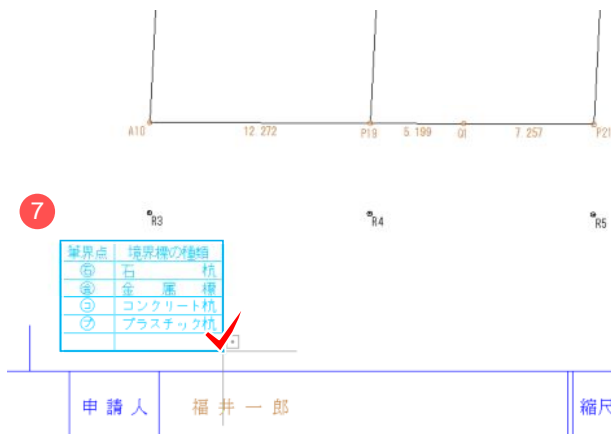 A10 12 272 P19 5 199 Q1 7 257 P21
7
R3 R4 R5
筆界点 境界標の種類
㊨ 石 杭
㊎ 金 属 標
㋙ コンクリート杭
㋫ プラスチック杭
申請人 福井一郎 縮尺